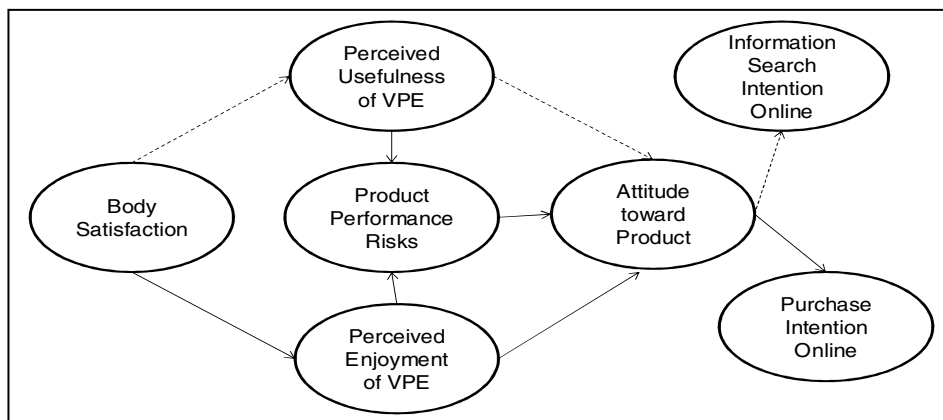 Perceived
Usefulness
of VPE
Information
Search
Intention
Online
Body
Satisfaction
Product
Performance
Risks
Attitude
toward
Product
Perceived
Enjoyment
of VPE
Purchase
Intention
Online